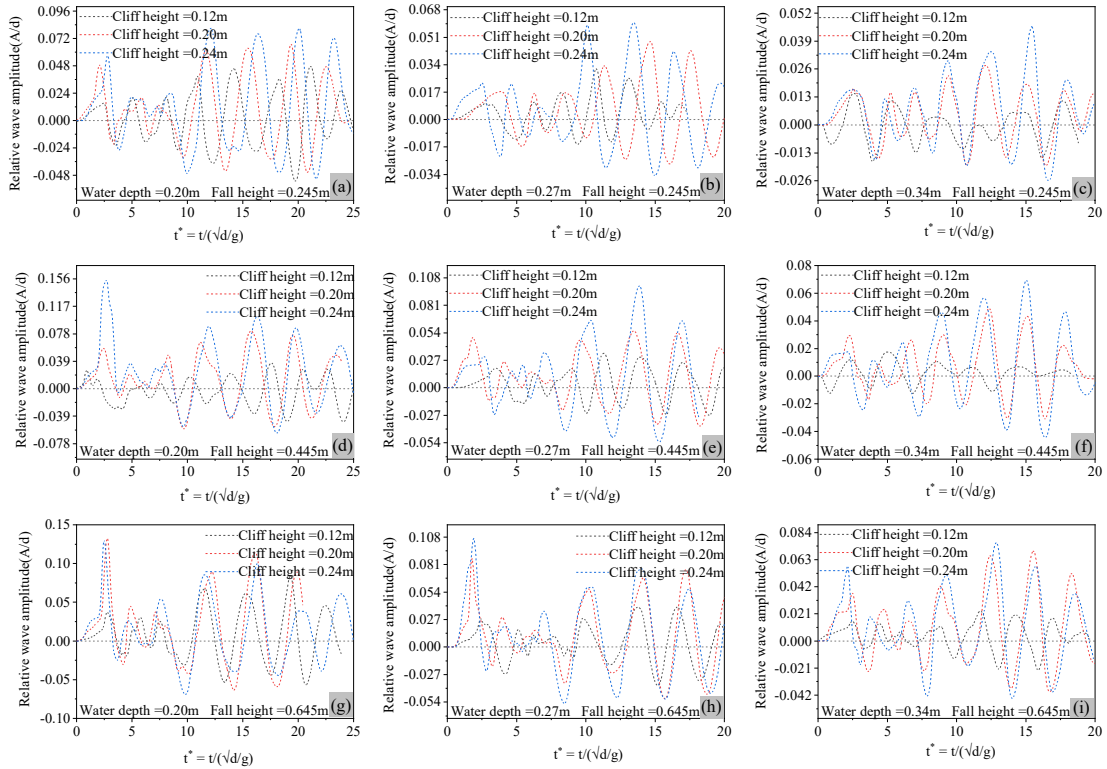 Relative wave amplitude(A/d)
0.096
0.072
0.048
0.024
0.000
-0.024
-0.048
Cliff height=0.12m
Cliff height =0.20m
Cliff height =0.24m
Water depth =0.20m Fall height =0.245m
(a)
0 5 10 15 20 25
t* = t/(√d/g)
Relative wave amplitude(A/d)
0.068
0.051
0.034
0.017
0.000
-0.017
-0.034
Cliff height=0.12m
Cliff height =0.20m
Cliff height =0.24m
Water depth =0.27m Fall height =0.245m
(b)
0 5 10 15 20
t* = t/(√d/g)
Relative wave amplitude(A/d)
0.052
0.039
0.026
0.013
0.000
-0.013
-0.026
Cliff height=0.12m
Cliff height =0.20m
Cliff height =0.24m
Water depth =0.34m Fall height =0.245m
(c)
0 5 10 15 20
t* = t/(√d/g)
Relative wave amplitude(A/d)
0.156
0.117
0.078
0.039
0.000
-0.039
-0.078
Cliff height=0.12m
Cliff height =0.20m
Cliff height =0.24m
Water depth =0.20m Fall height =0.445m
(d)
0 5 10 15 20 25
t* = t/(√d/g)
Relative wave amplitude(A/d)
0.108
0.081
0.054
0.027
0.000
-0.027
-0.054
Cliff height=0.12m
Cliff height =0.20m
Cliff height =0.24m
Water depth =0.27m Fall height =0.445m
(e)
0 5 10 15 20
t* = t/(√d/g)
Relative wave amplitude(A/d)
0.08
0.06
0.04
0.02
0.00
-0.02
-0.04
-0.06
Cliff height=0.12m
Cliff height =0.20m
Cliff height =0.24m
Water depth =0.34m Fall height =0.445m
(f)
0 5 10 15 20
t* = t/(√d/g)
Relative wave amplitude(A/d)
0.15
0.10
0.05
0.00
-0.05
-0.10
Cliff height =0.12m
Cliff height =0.20m
Cliff height =0.24m
Water depth =0.20m Fall height =0.645m
(g)
0 5 10 15 20 25
t* = t/(√d/g)
Relative wave amplitude(A/d)
0.108
0.081
0.054
0.027
0.000
-0.027
-0.054
Cliff height =0.12m
Cliff height =0.20m
Cliff height =0.24m
Water depth =0.27m Fall height =0.645m
(h)
0 5 10 15 20
t* = t/(√d/g)
Relative wave amplitude(A/d)
0.084
0.063
0.042
0.021
0.000
-0.021
-0.042
Cliff height =0.12m
Cliff height =0.20m
Cliff height =0.24m
Water depth =0.34m Fall height =0.645m
(i)
0 5 10 15 20
t* = t/(√d/g)